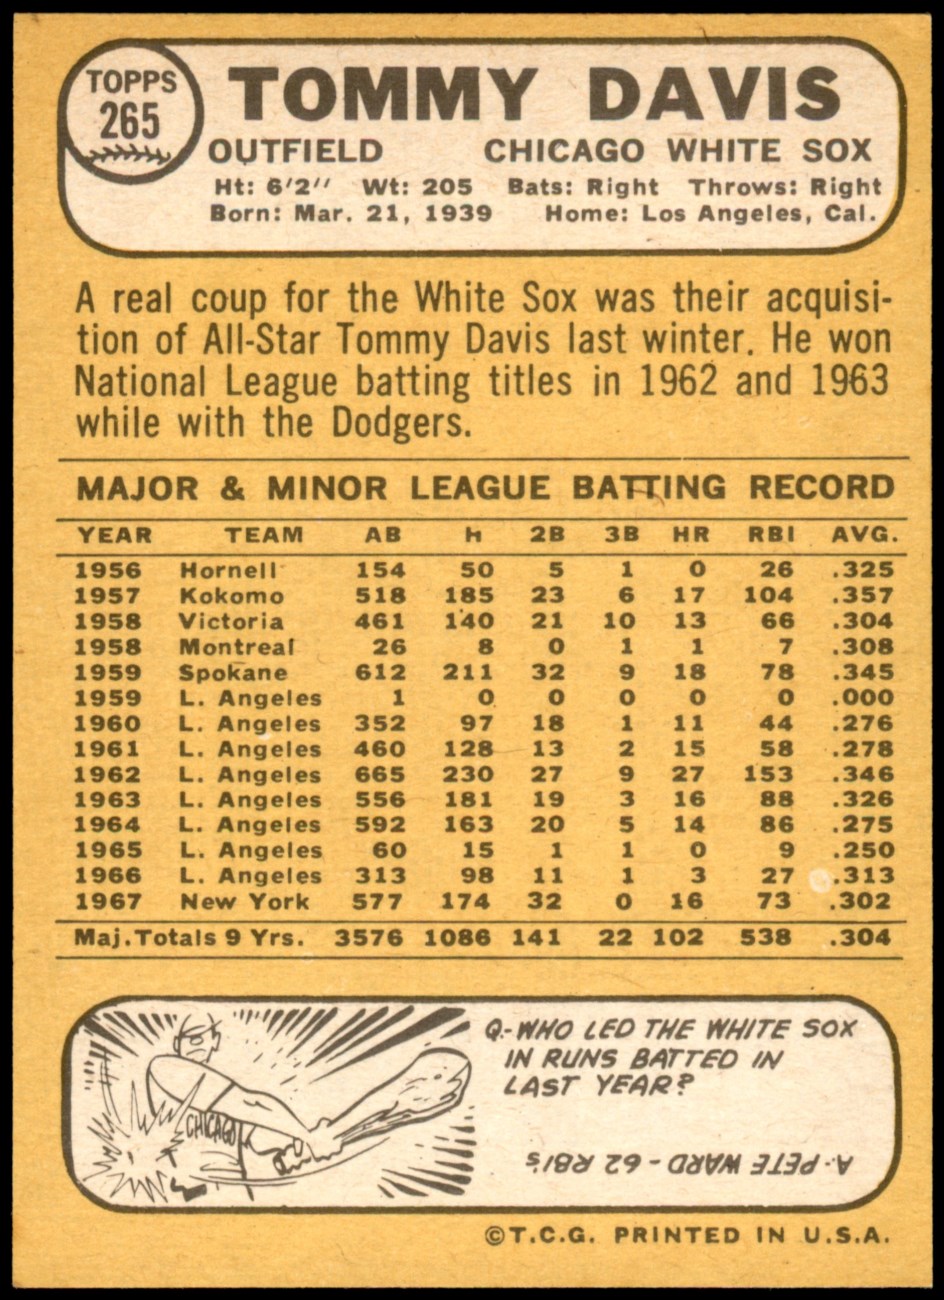 TOPPS
265
TOMMY DAVIS
OUTFIELD CHICAGO WHITE SOX
Ht: 6'2" Wt: 205 Bats: Right Throws: Right
Born: Mar. 21, 1939 Home: Los Angeles, Cal.
A real coup for the White Sox was their acquisi-
tion of All-Star Tommy Davis last winter. He won
National League batting titles in 1962 and 1963
while with the Dodgers.
MAJOR & MINOR LEAGUE BATTING RECORD
YEAR TEAM AB h 2B 3B HR RBI AVG.
1956 Hornell 154 50 5 1 0 26 .325
1957 Kokomo 518 185 23 6 17 104 .357
1958 Victoria 461 140 21 10 13 66 .304
1958 Montreal 26 8 0 1 1 7 .308
1959 Spokane 612 211 32 9 18 78 .345
1959 L. Angeles 1 0 0 0 0 0 .000
1960 L. Angeles 352 97 18 1 11 44 .276
1961 L. Angeles 460 128 13 2 15 58 .278
1962 L. Angeles 665 230 27 9 27 153 .346
1963 L. Angeles 556 181 19 3 16 88 .326
1964 L. Angeles 592 163 20 5 14 86 .275
1965 L. Angeles 60 15 1 1 0 9 .250
1966 L. Angeles 313 98 11 1 3 27 .313
1967 New York 577 174 32 0 16 73 .302
Maj. Totals 9 Yrs. 3576 1086 141 22 102 538 .304
CHICAGO
Q.-WHO LED THE WHITE SOX
IN RUNS BATTED IN
LAST YEAR?
A.-PETE WARD-62 RBI's
©T.C.G. PRINTED IN U.S.A.